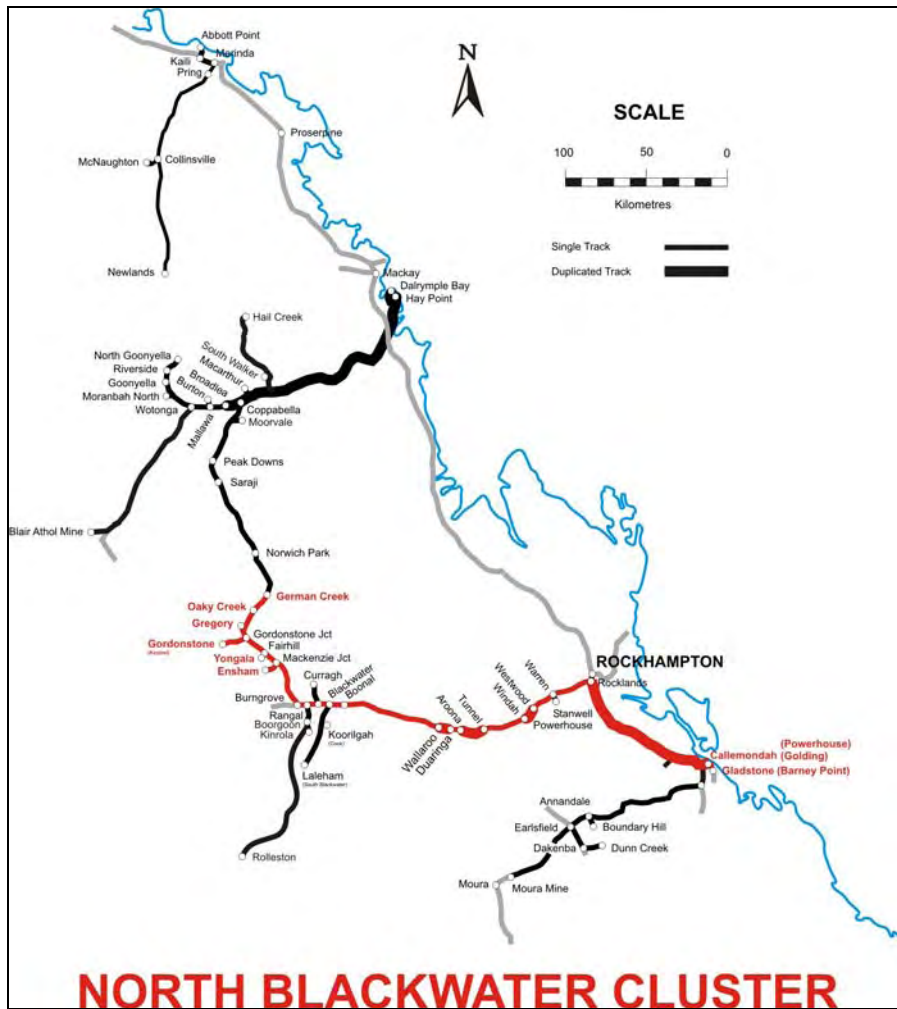 Abbott Point
Kaili
Merinda
Pring
N
SCALE
100 50 0
Kilometres
Proserpine
McNaughton
Collinsville
Single Track
Duplicated Track
Newlands
Mackay
Dalrymple Bay
Hay Point
Hail Creek
North Goonyella
Riverside
Goonyella
Moranbah North
Wotonga
South Walker
Macarthur
Broadlea
Burton
Mallawa
Coppabella
Moorvale
Peak Downs
Saraji
Blair Athol Mine
Norwich Park
German Creek
Oaky Creek
Gregory
Gordonstone Jct
Gordonstone
Fairhill
Yongala
Mackenzie Jct
Ensham
Curragh
Burngrove
Blackwater
Boonal
Rangal
Boorgoon
Kinrola
Koorilgah
(Cook)
Laleham
(South Blackwater)
Rolleston
Wallaroo
Duaringa
Aroona
Tunnel
Windah
Westwood
Warren
Stanwell
Powerhouse
ROCKHAMPTON
Rocklands
Callemondah (Powerhouse)
(Golding)
Gladstone (Barney Point)
Annandale
Earlsfield
Boundary Hill
Dakenba
Dunn Creek
Moura
Moura Mine
NORTH BLACKWATER CLUSTER